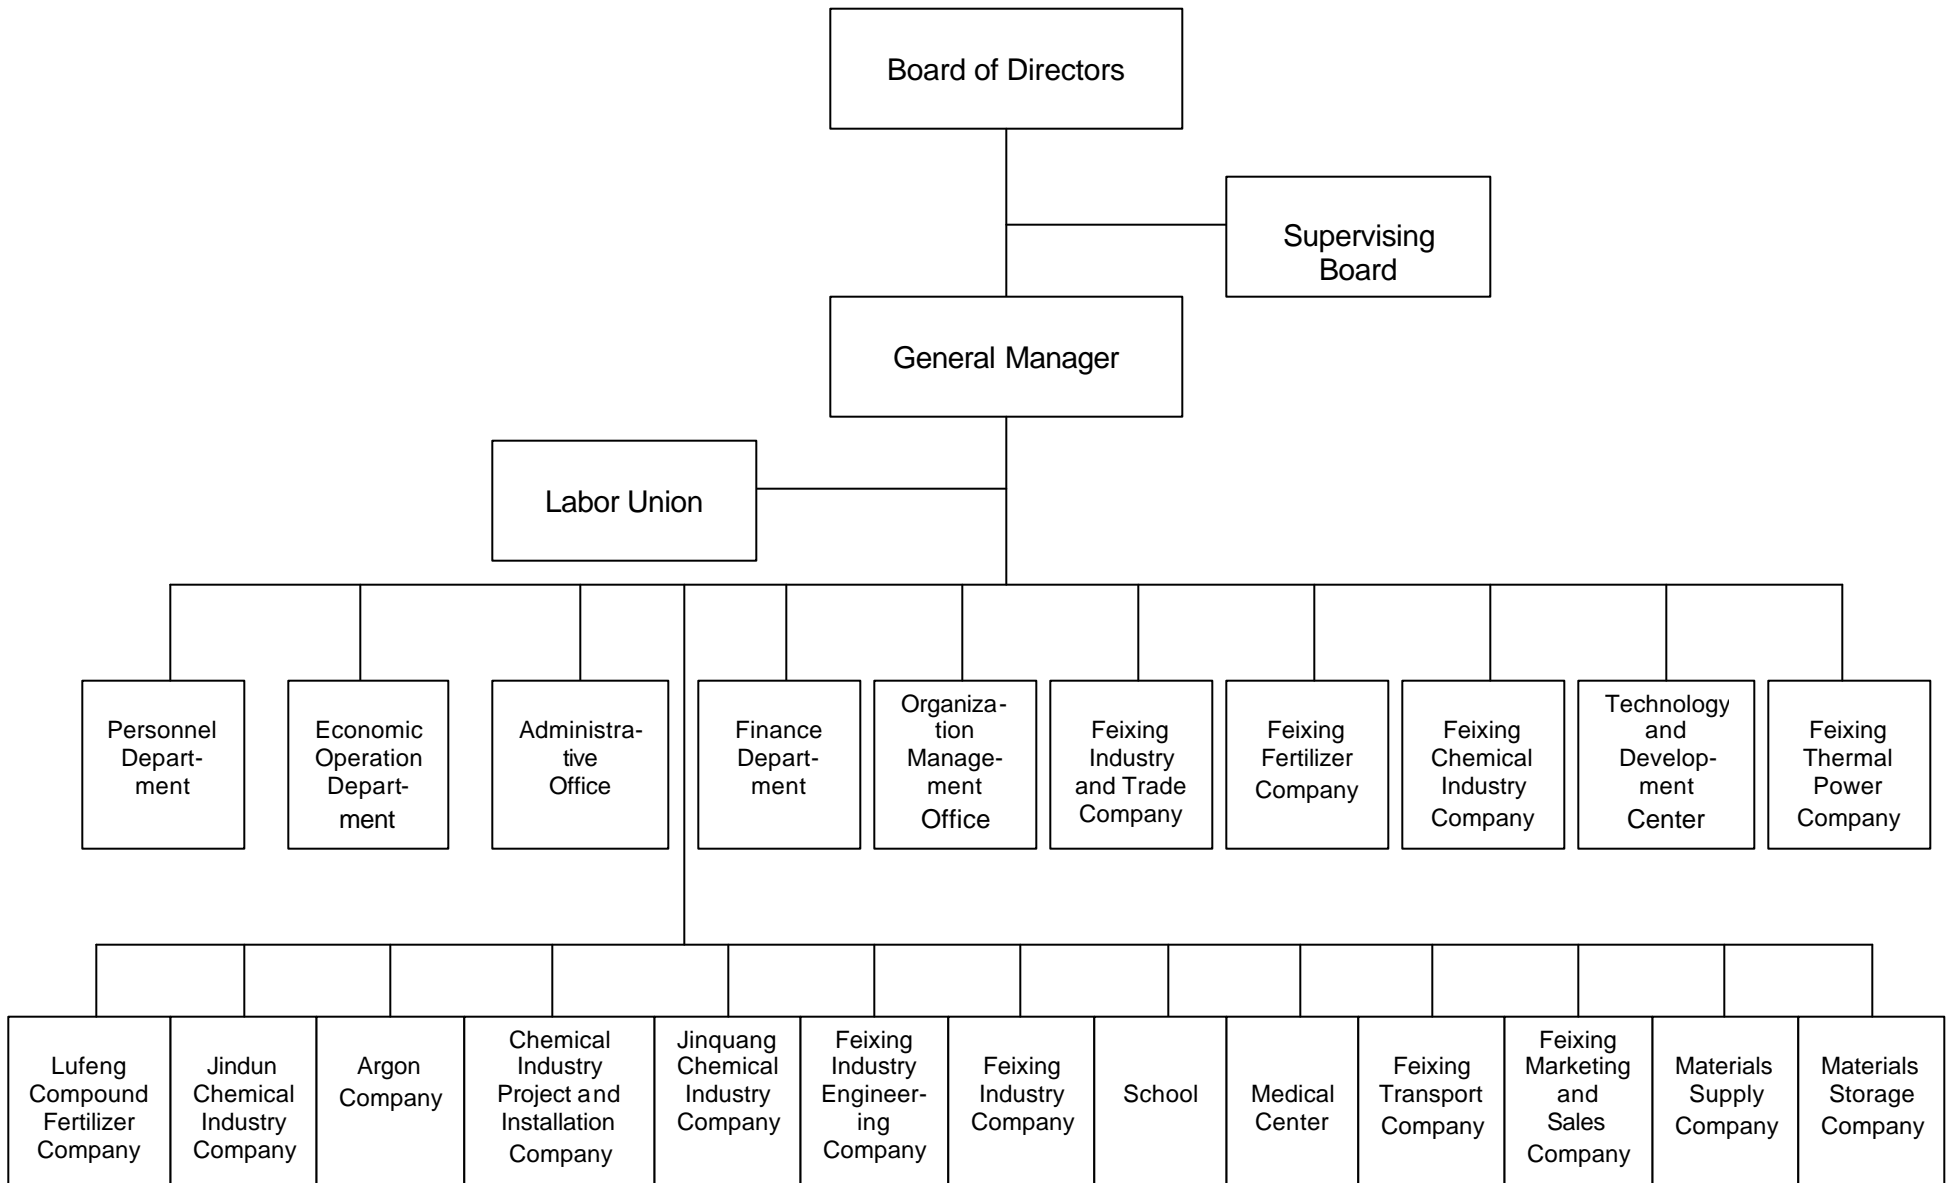 Board of Directors
Supervising
Board
General Manager
Labor Union
Personnel
Depart-
ment
Economic
Operation
Depart-
ment
Administra-
tive
Office
Finance
Depart-
ment
Organiza-
tion
Manage-
ment
Office
Feixing
Industry
and Trade
Company
Feixing
Fertilizer
Company
Feixing
Chemical
Industry
Company
Technology
and
Develop-
ment
Center
Feixing
Thermal
Power
Company
Lufeng
Compound
Fertilizer
Company
Jindun
Chemical
Industry
Company
Argon
Company
Chemical
Industry
Project and
Installation
Company
Jinquang
Chemical
Industry
Company
Feixing
Industry
Engineer-
ing
Company
Feixing
Industry
Company
School
Medical
Center
Feixing
Transport
Company
Feixing
Marketing
and
Sales
Company
Materials
Supply
Company
Materials
Storage
Company